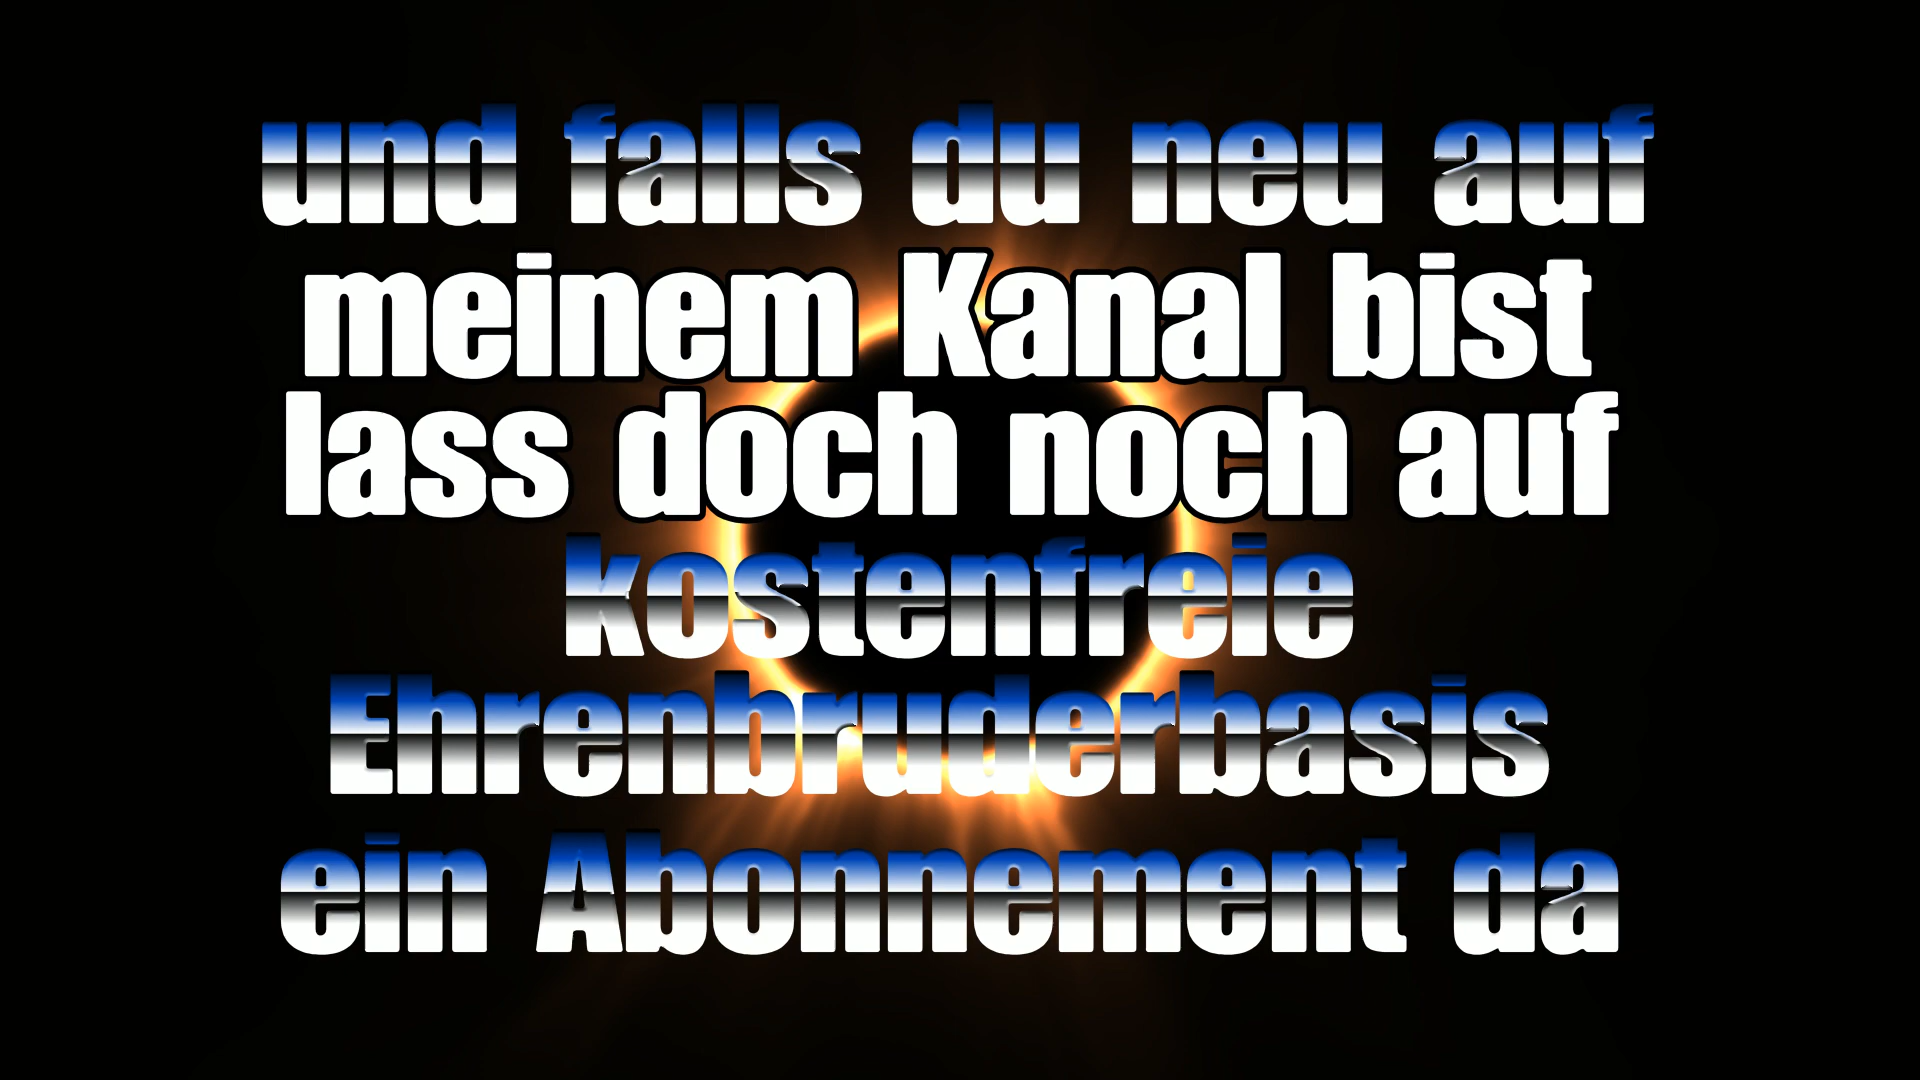 und falls du neu auf
meinem Kanal bist
lass doch noch auf
kostenfreie
Ehrenbruderbasis
ein Abonnement da